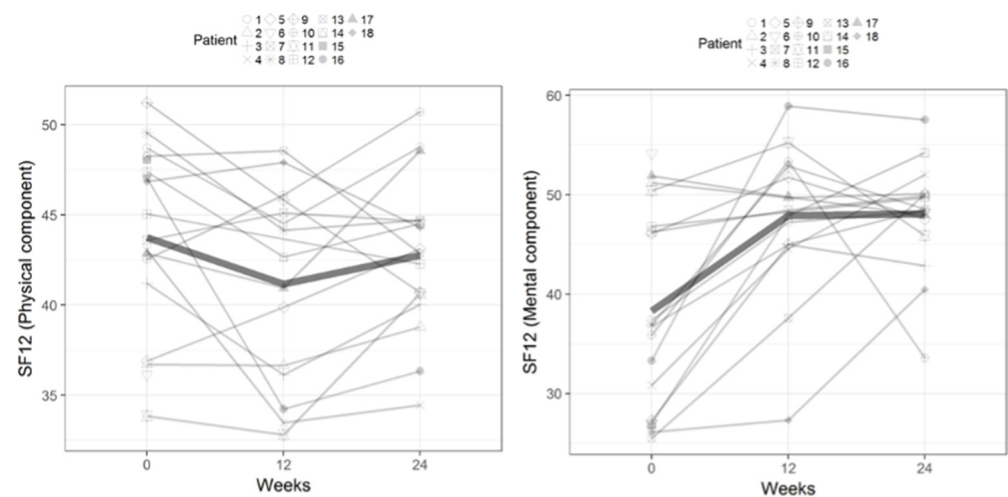 1 5 9 13 17
Patient 2 6 10 14 18
3 7 11 15
4 8 12 16
SF12 (Physical component)
50
45
40
35
0 12 24
Weeks
1 5 9 13 17
Patient 2 6 10 14 18
3 7 11 15
4 8 12 16
SF12 (Mental component)
60
50
40
30
0 12 24
Weeks